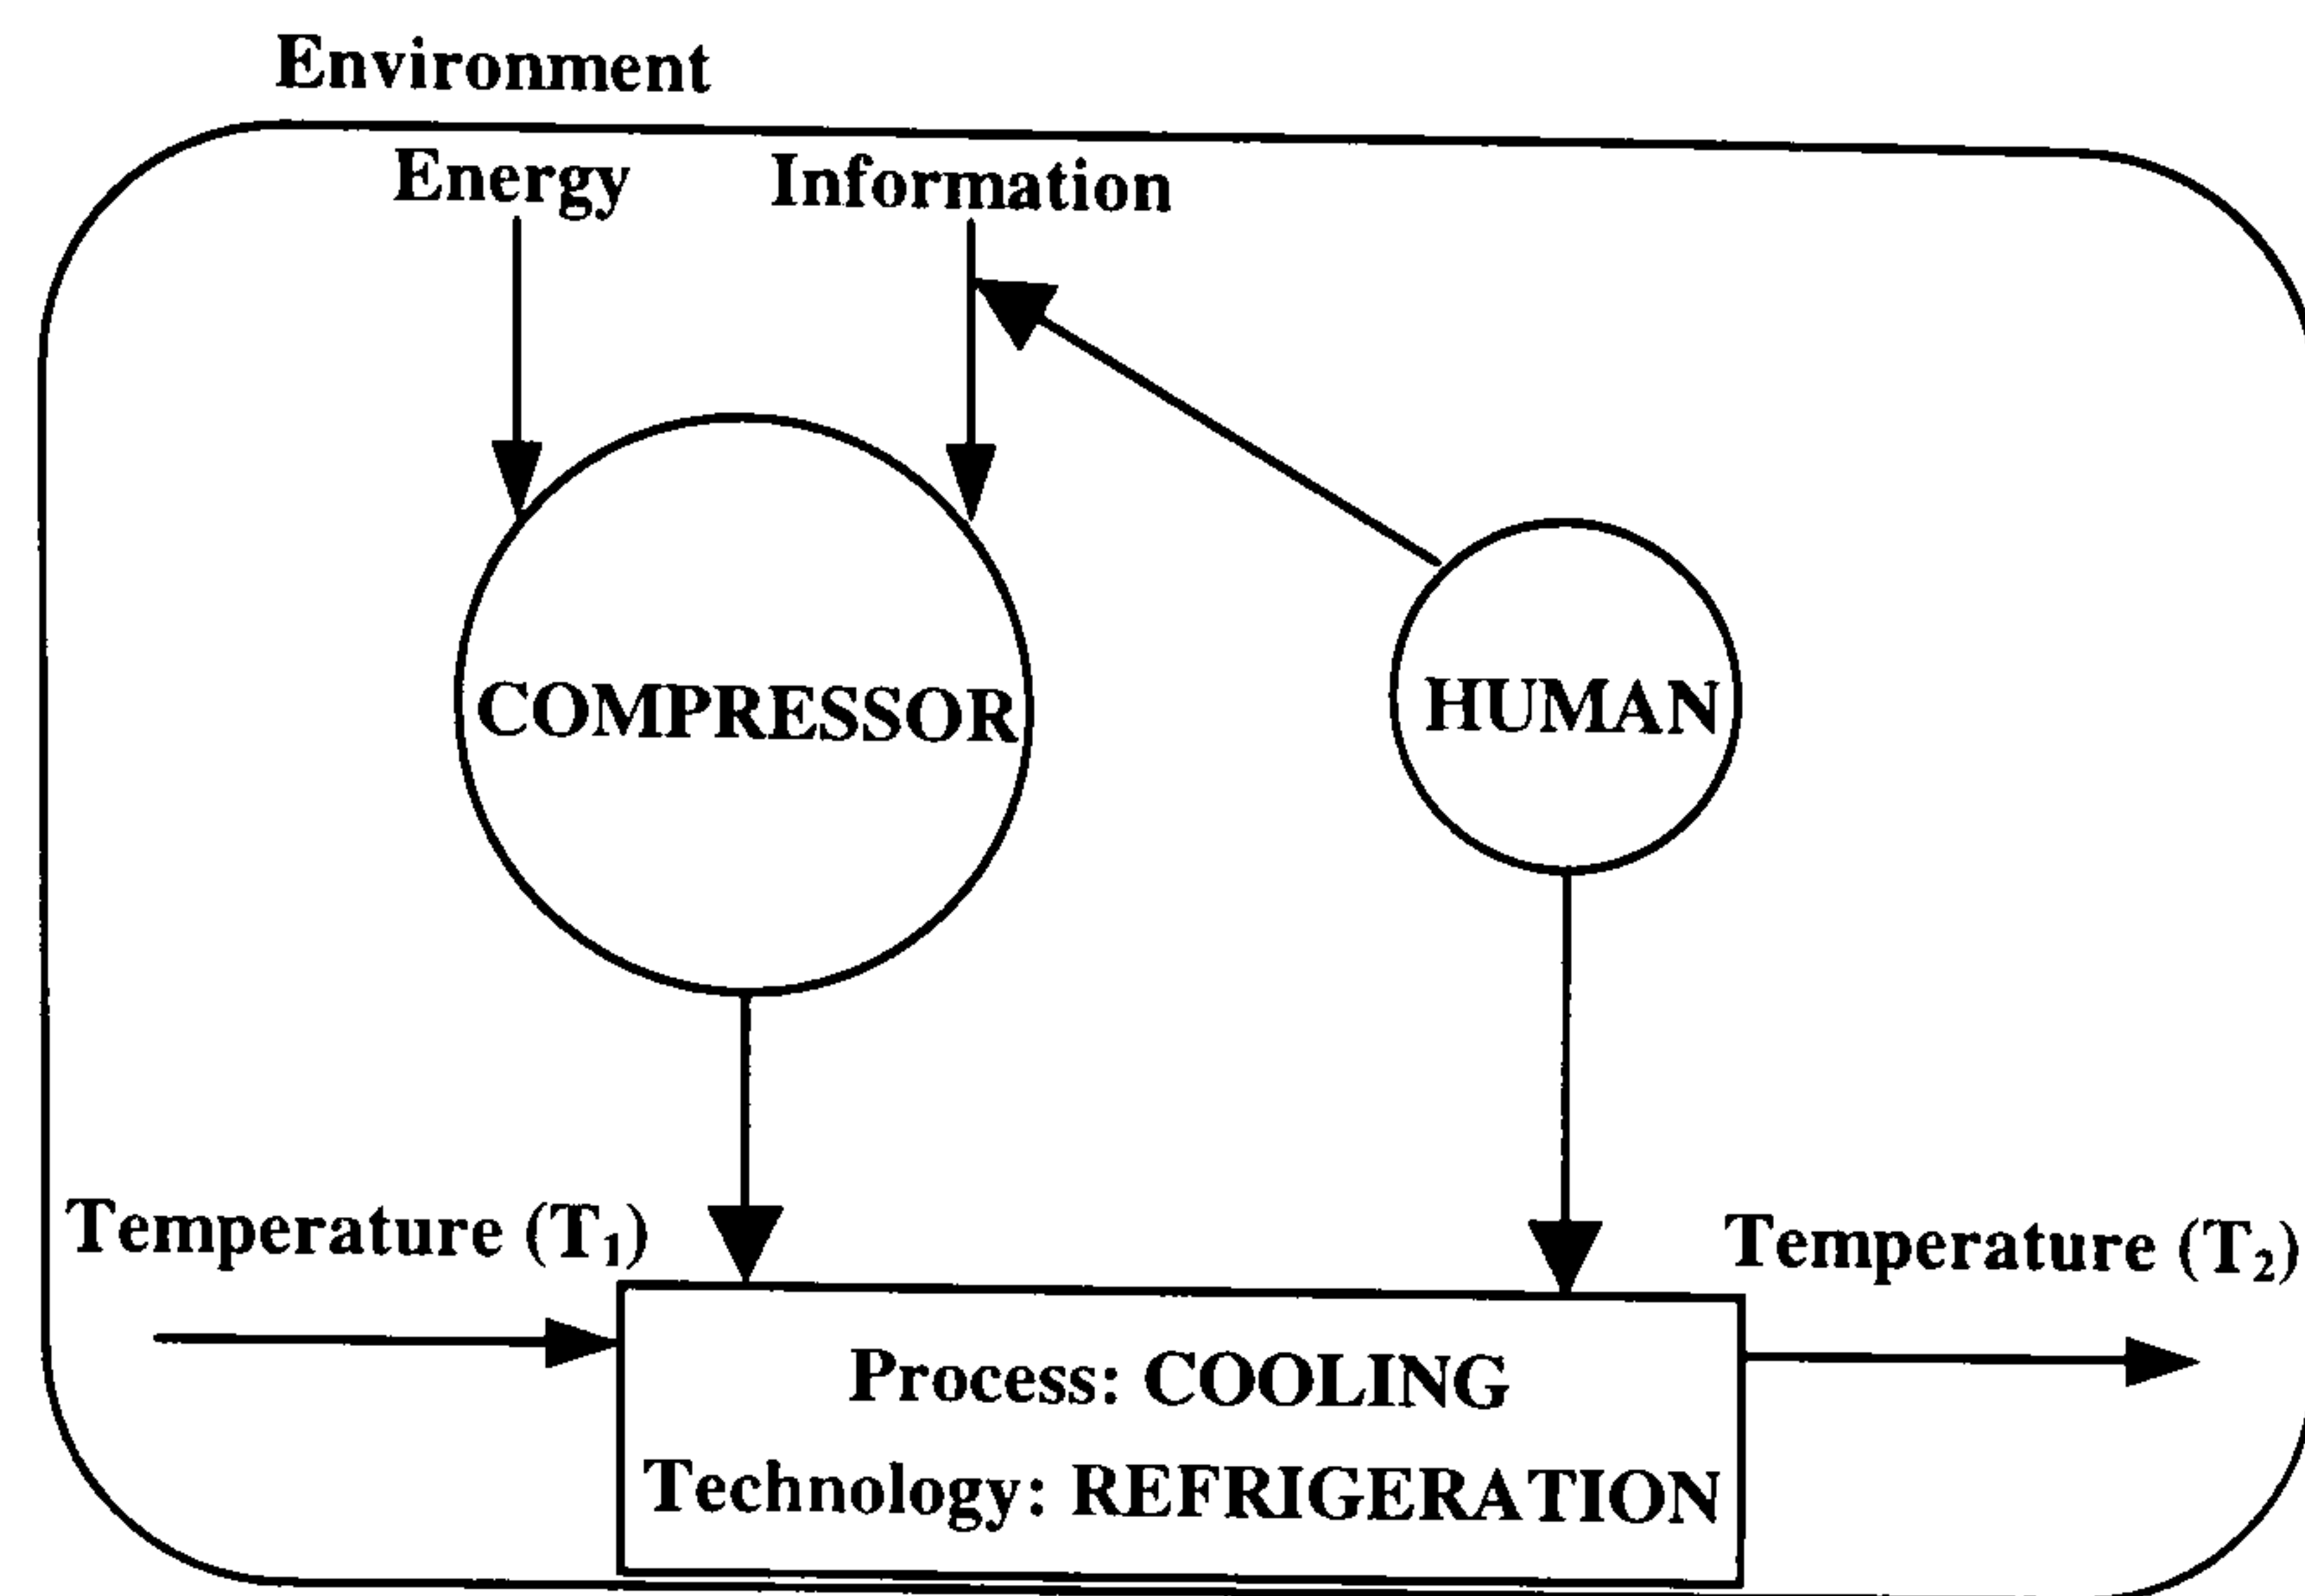 Environment
Energy
Information
COMPRESSOR
HUMAN
Temperature (T₁)
Temperature (T₂)
Process: COOLING
Technology: REFRIGERATION